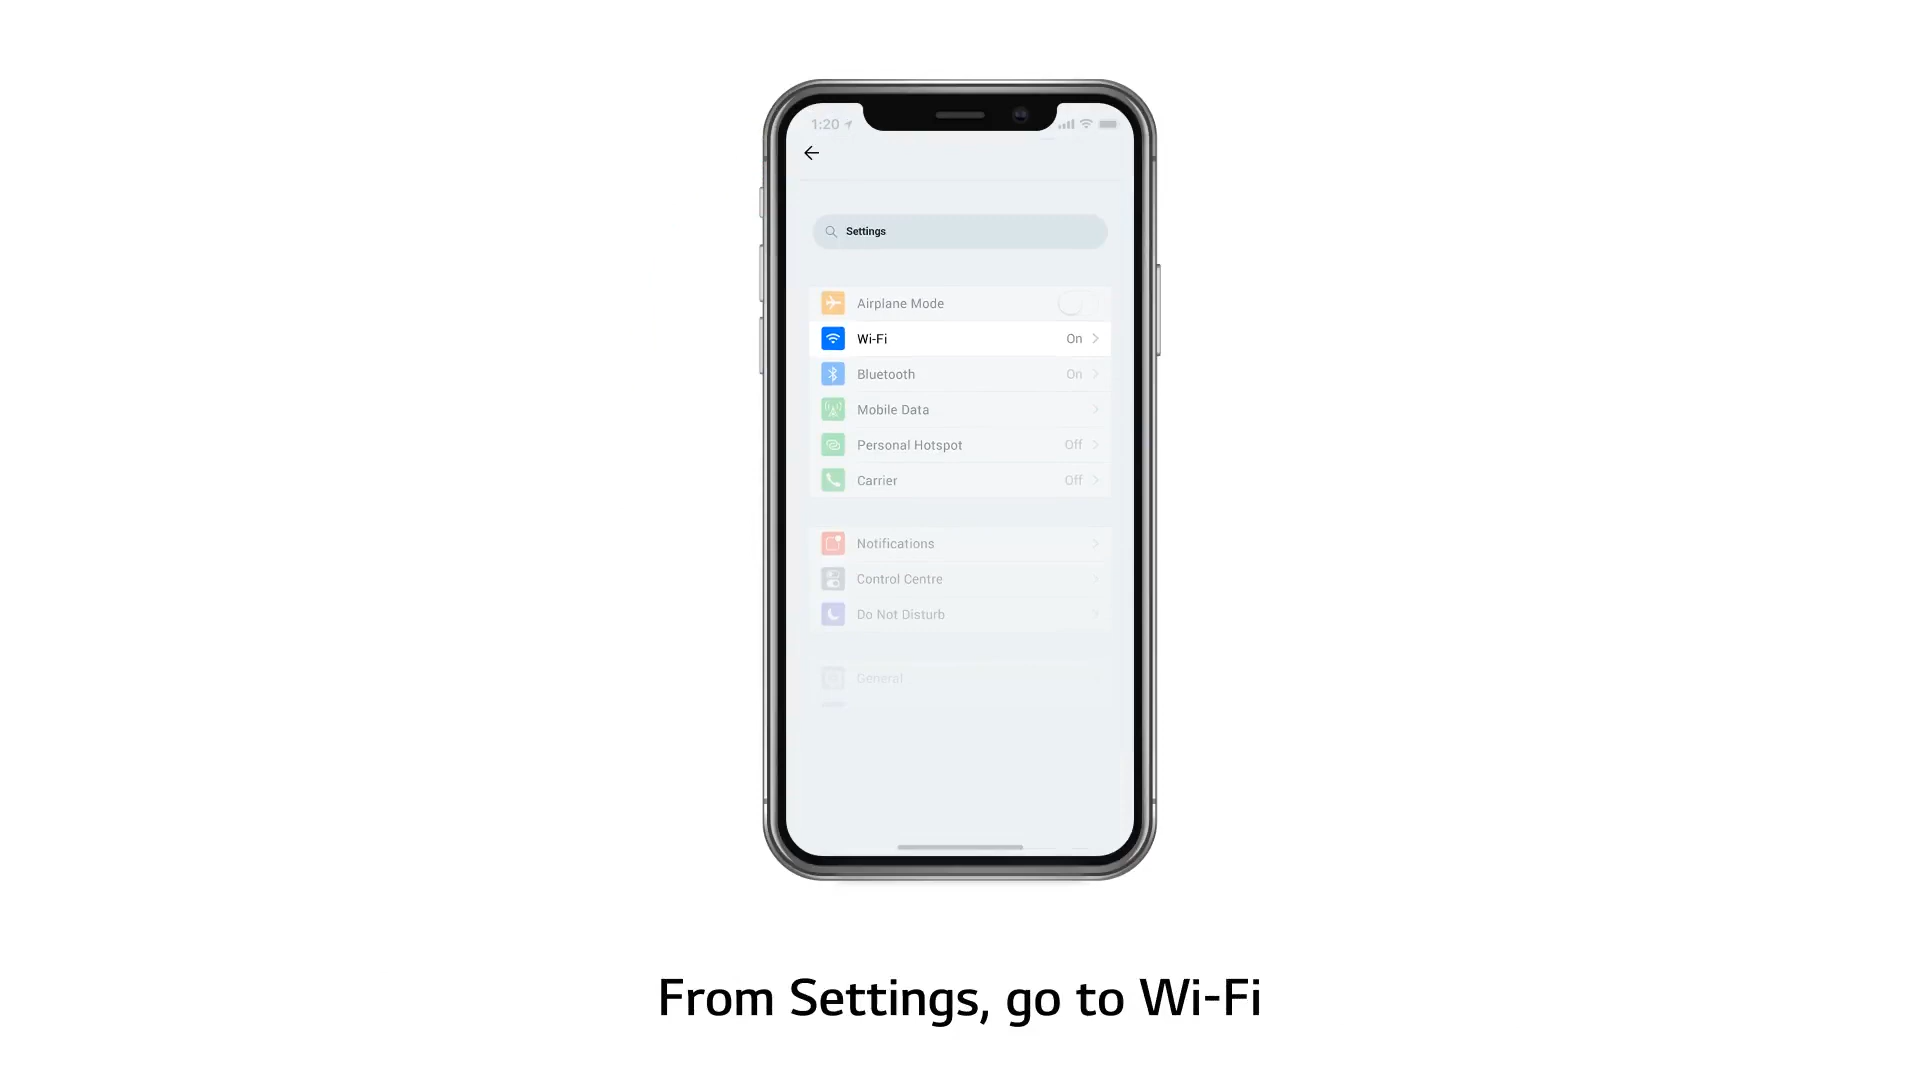 1:20
Settings
Airplane Mode
Wi-Fi On
Bluetooth On
Mobile Data
Personal Hotspot Off
Carrier Off
Notifications
Control Centre
Do Not Disturb
General
From Settings, go to Wi-Fi